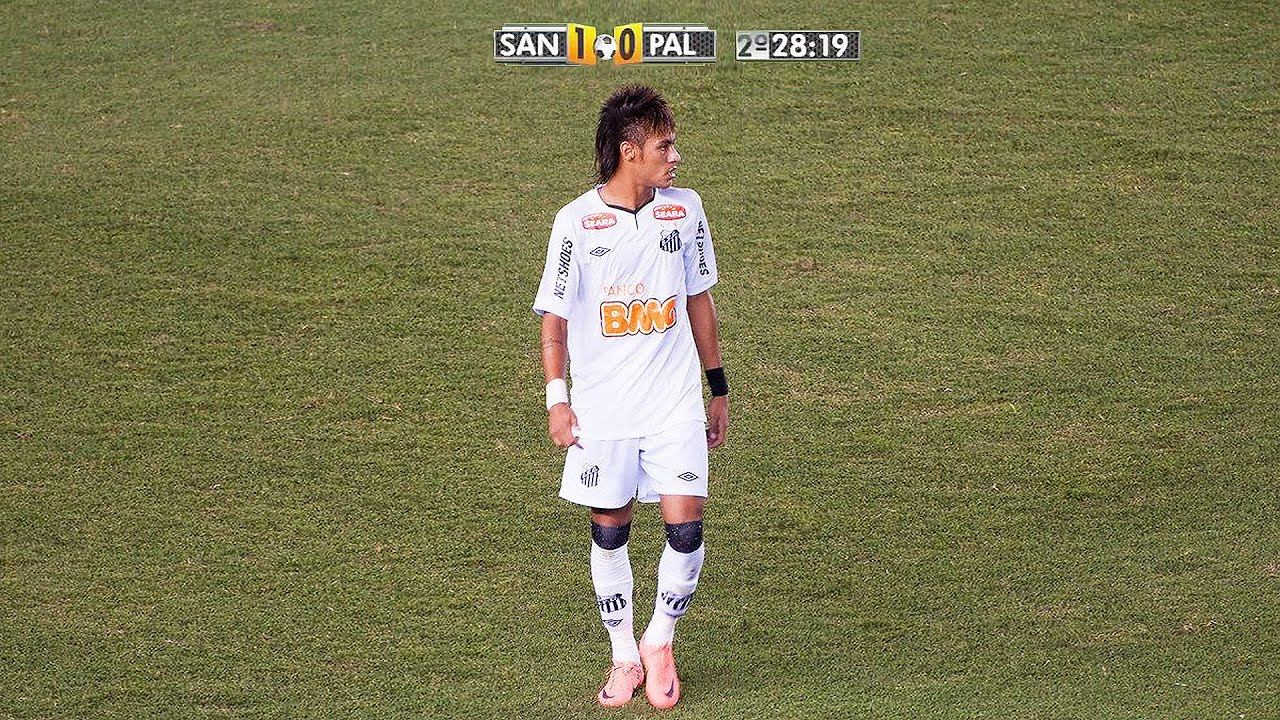 SAN 1 0 PAL 2º 28:19
SEARA SEARA
NETSHOES
BMG